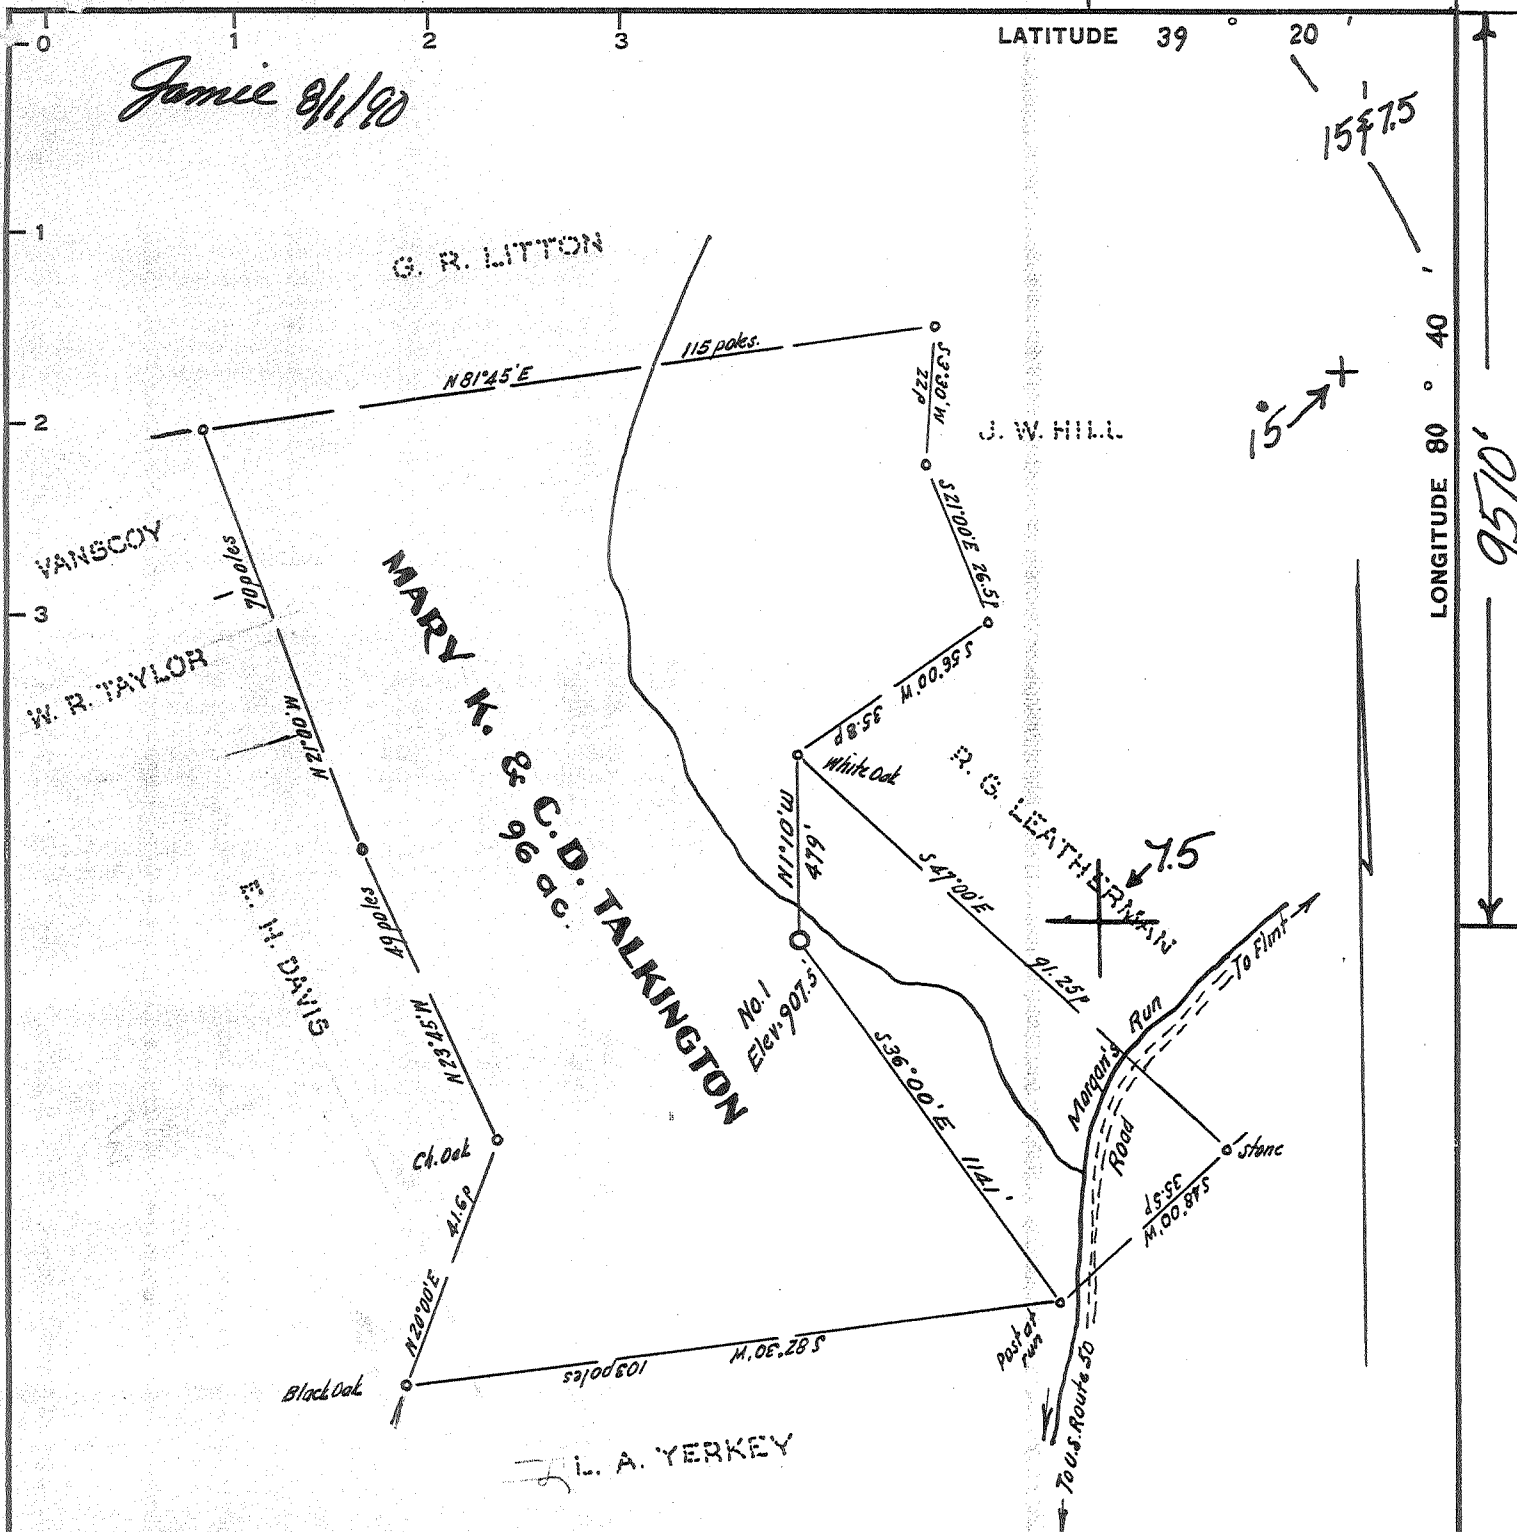 0 1 2 3
LATITUDE 39° 20'
Jamie 8/1/90
15 & 7.5
1
G. R. LITTON
115 poles.
N 81°45'E
S 3°30'W
22P
2
J. W. HILL
15
LONGITUDE 80° 40'
9570'
S 21°00'E 26.5P
VANSCOY
70 poles
3
W. R. TAYLOR
N 21°00'W
MARY K. & C. D. TALKINGTON
96 ac.
S 56°00'W
35.8P
White Oak
R. G. LEATHERMAN
7.5
N 1°10'W
479'
S 47°00'E
91.25P
E. H. DAVIS
49 poles
N 23°45'W
No. 1
Elev. 907.5'
To Flint
Morgan's Run
Road
S 36°00'E
1141'
Stone
S 48°00'W
35.5P
Ch. Oak
41.6P
N 20°00'E
Black Oak
103 poles
S 82°30'W
Post at
run
To U.S. Route 50
L. A. YERKEY